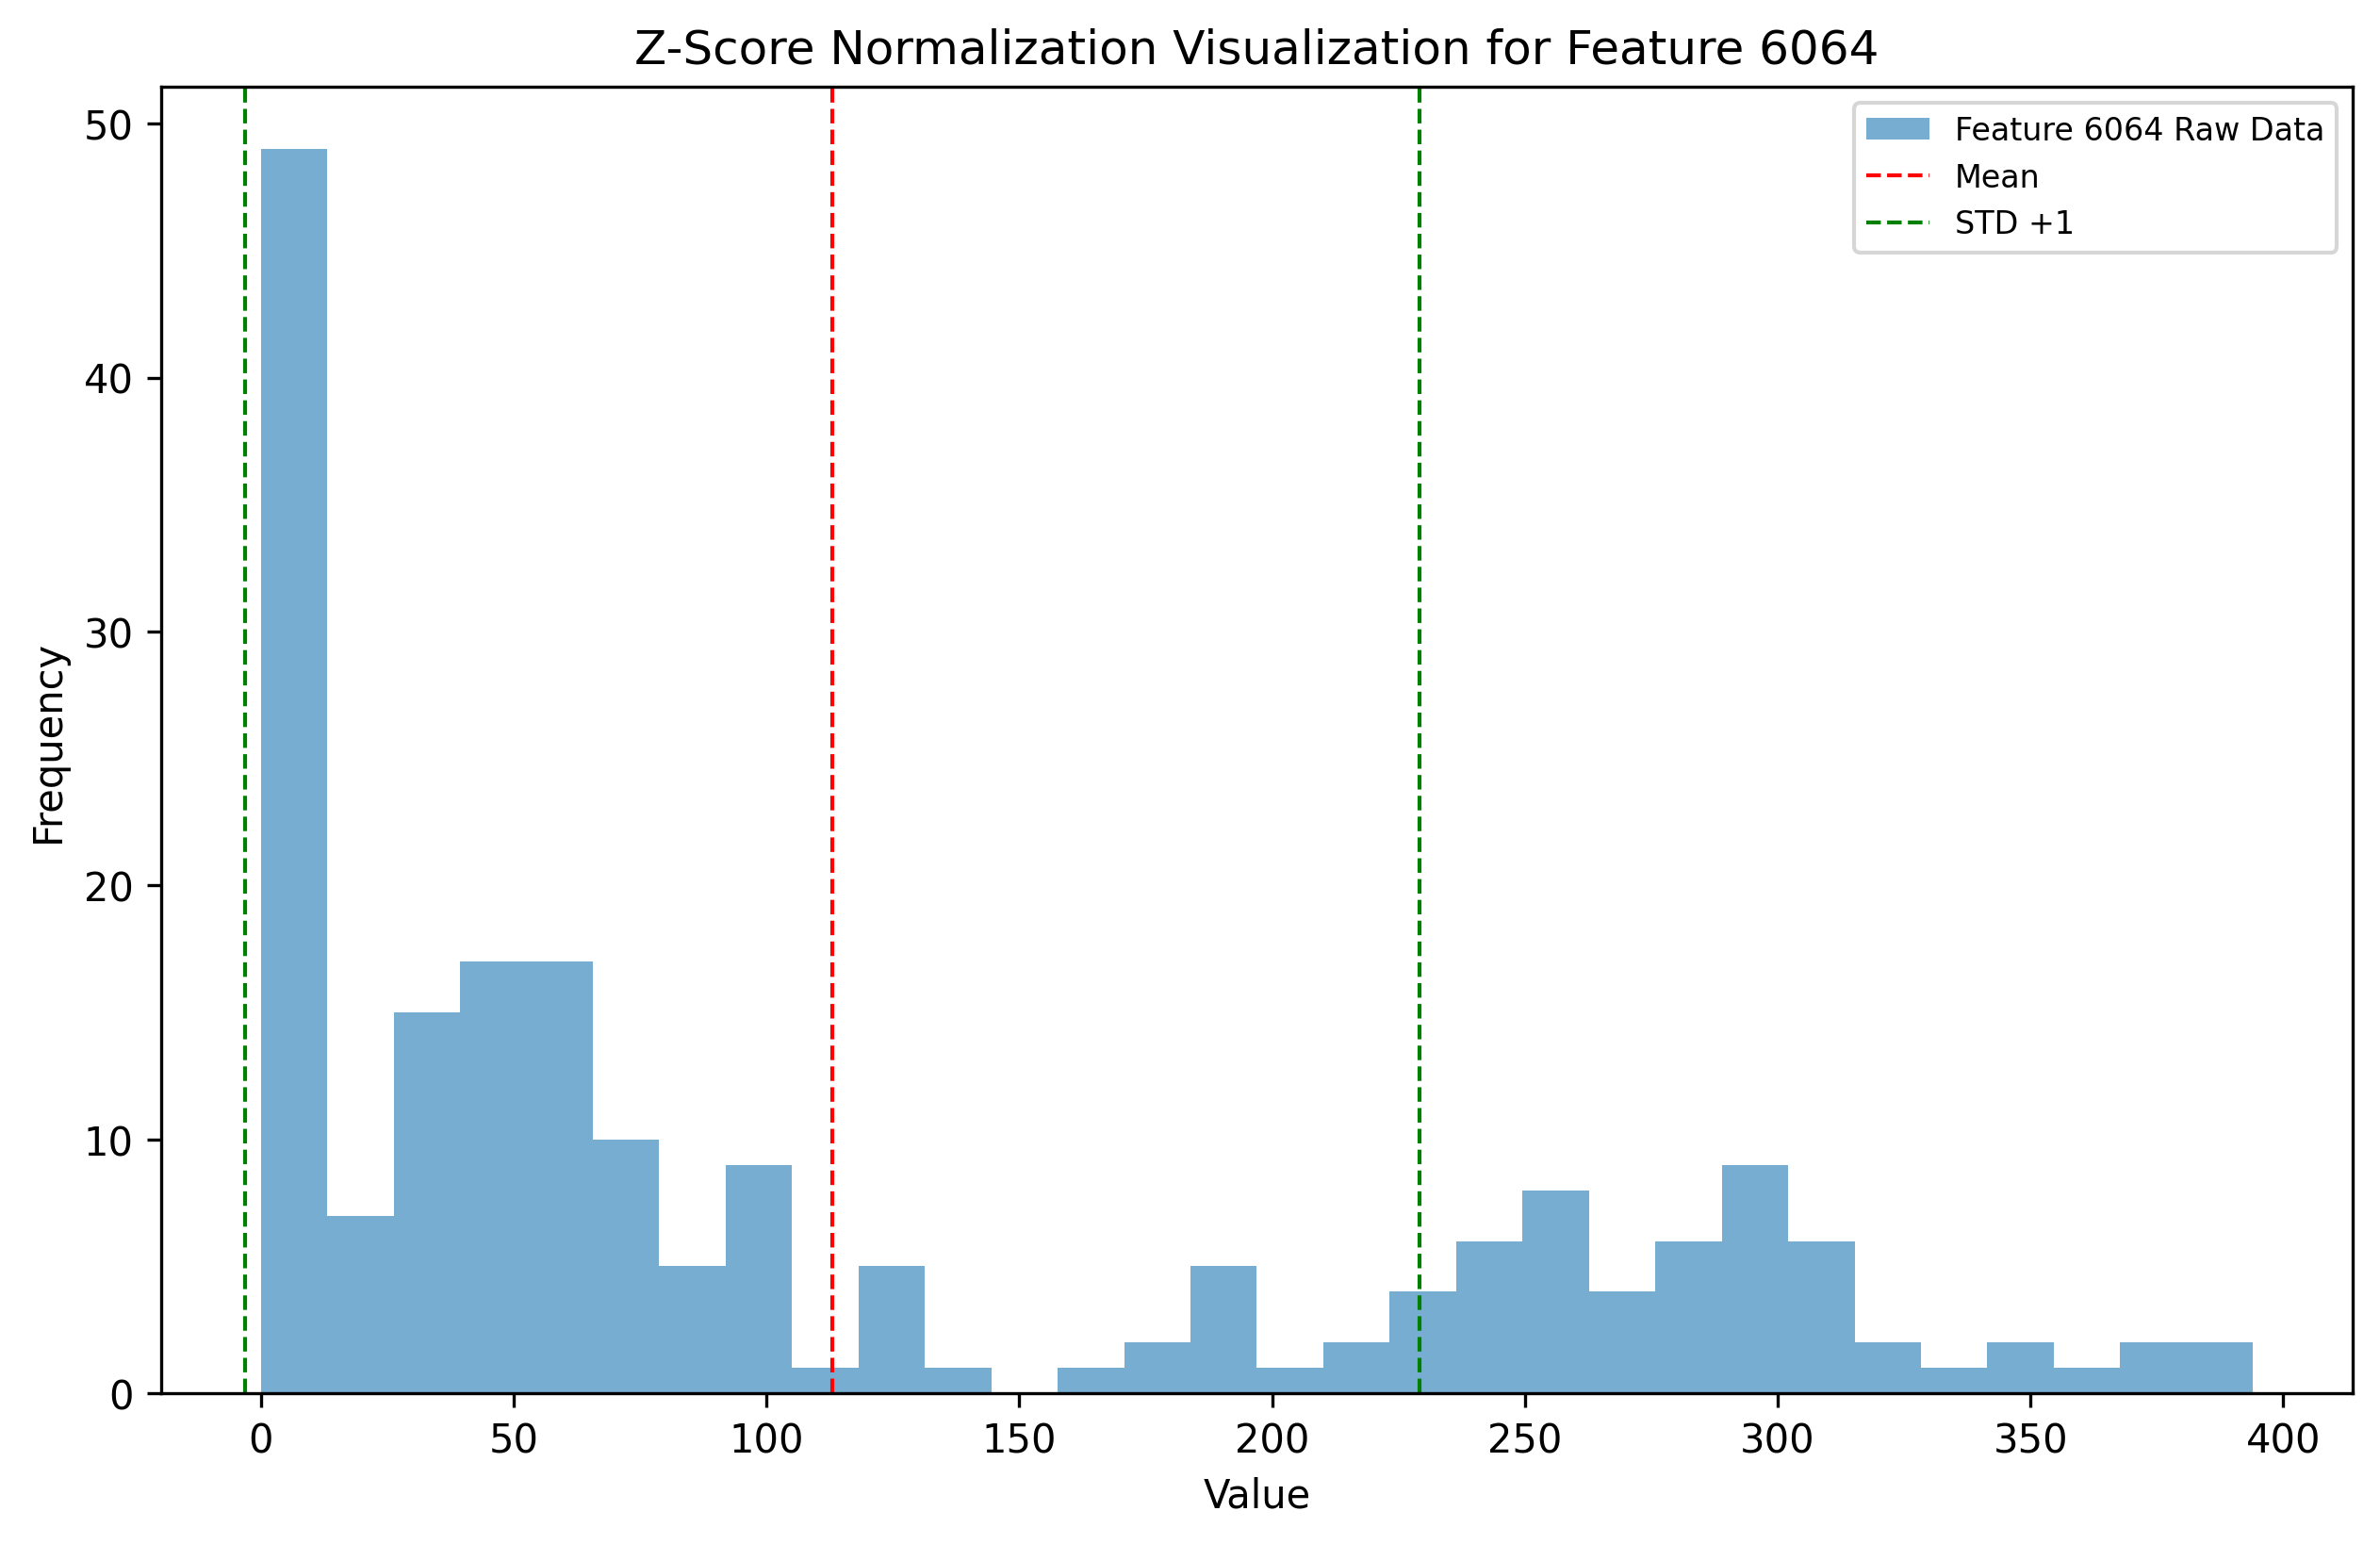 Z-Score Normalization Visualization for Feature 6064
Feature 6064 Raw Data
Mean
STD +1
Frequency
50
40
30
20
10
0
0 50 100 150 200 250 300 350 400
Value